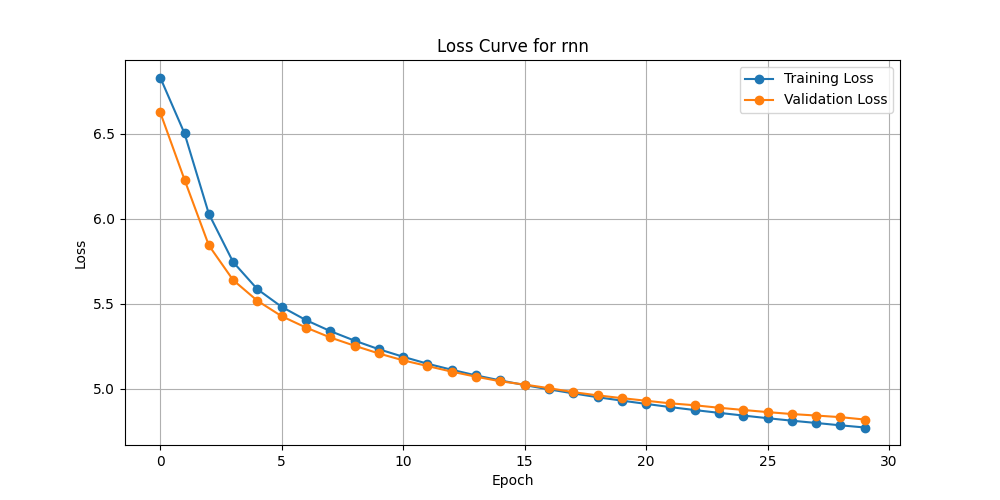 Loss Curve for rnn
Training Loss
Validation Loss
Loss
6.5
6.0
5.5
5.0
0 5 10 15 20 25 30
Epoch